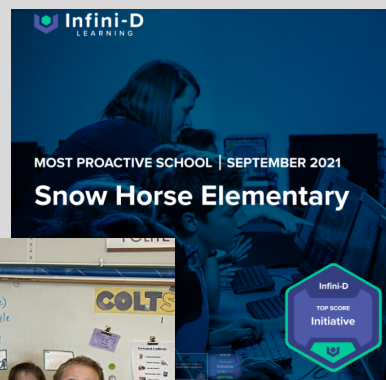 Infini-D
LEARNING
MOST PROACTIVE SCHOOL | SEPTEMBER 2021
Snow Horse Elementary
Infini-D
TOP SCORE
Initiative
COLTS